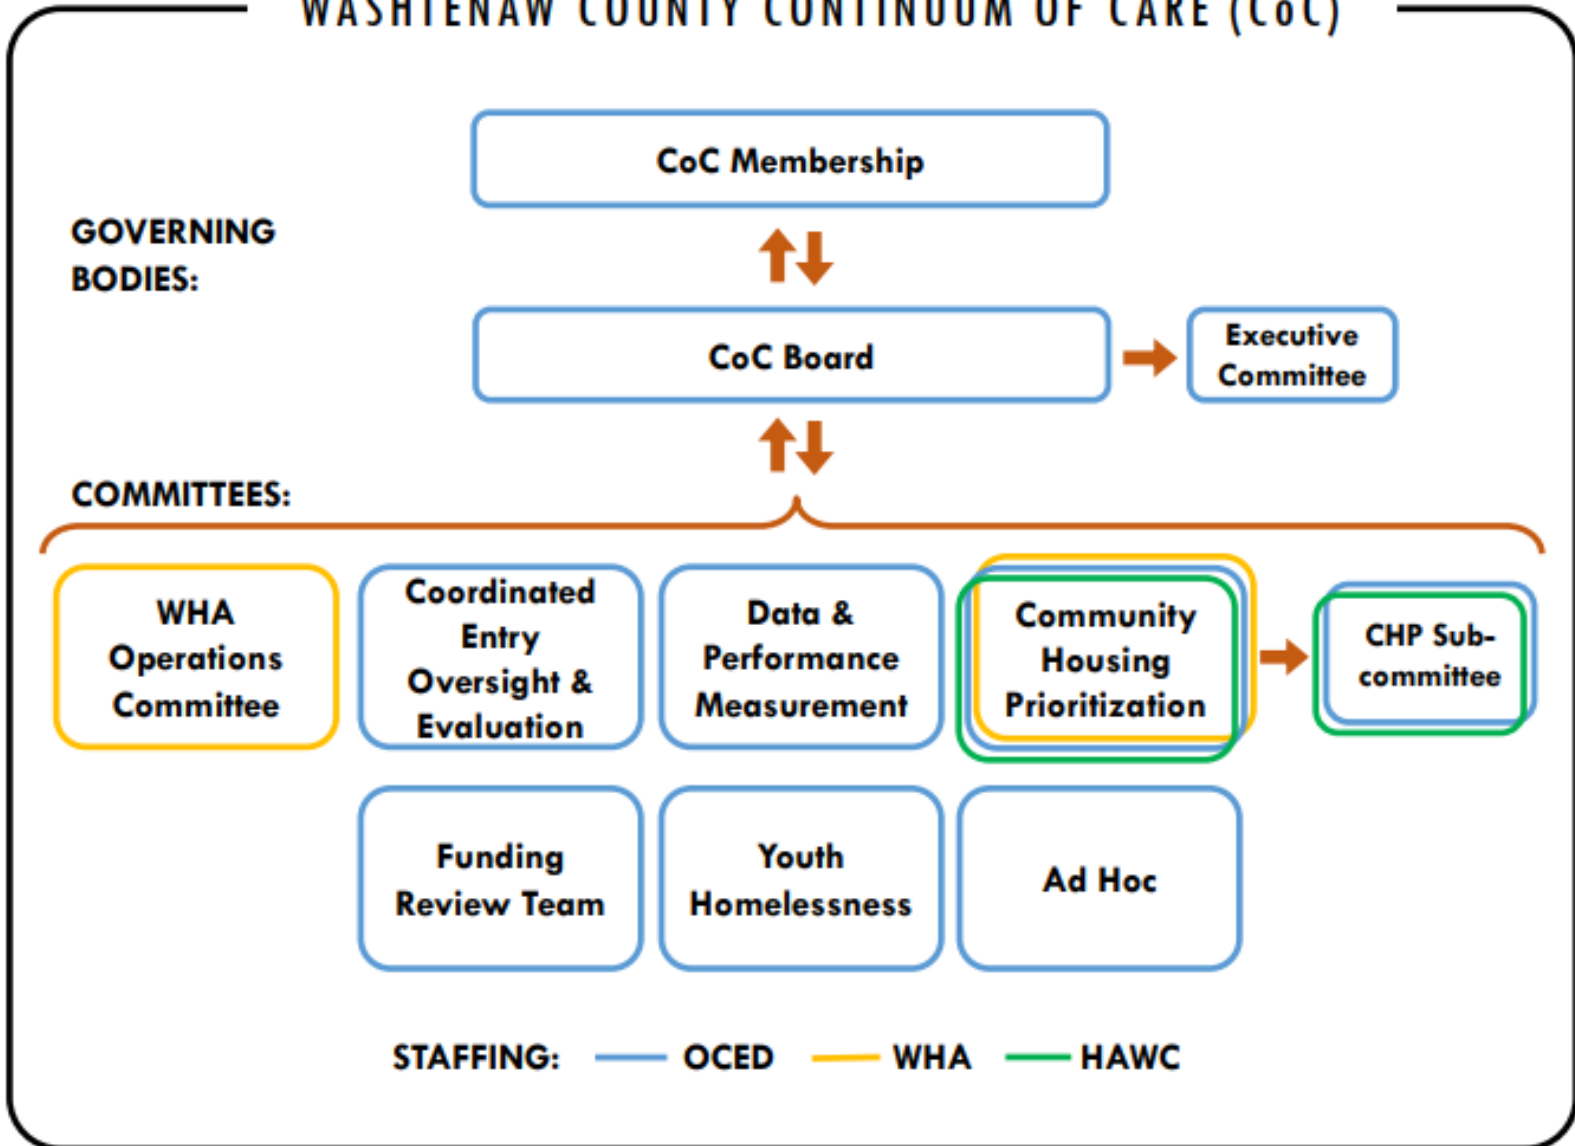 WASHTENAW COUNTY CONTINUUM OF CARE (CoC)
CoC Membership
GOVERNING
BODIES:
CoC Board
Executive
Committee
COMMITTEES:
WHA
Operations
Committee
Coordinated
Entry
Oversight &
Evaluation
Data &
Performance
Measurement
Community
Housing
Prioritization
CHP Sub-
committee
Funding
Review Team
Youth
Homelessness
Ad Hoc
STAFFING: OCED WHA HAWC